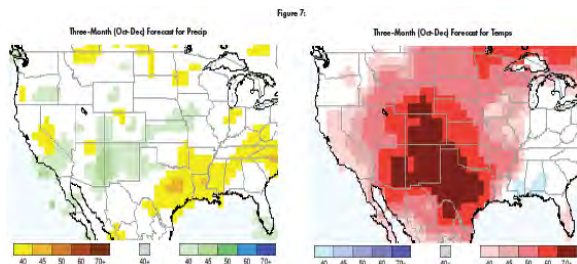 Figure 7:
Three-Month (Oct-Dec) Forecast for Precip
Three-Month (Oct-Dec) Forecast for Temps
40 45 50 60 70+ 40+ 40 45 50 60 70+
40 45 50 60 70+ 40+ 40 45 50 60 70+